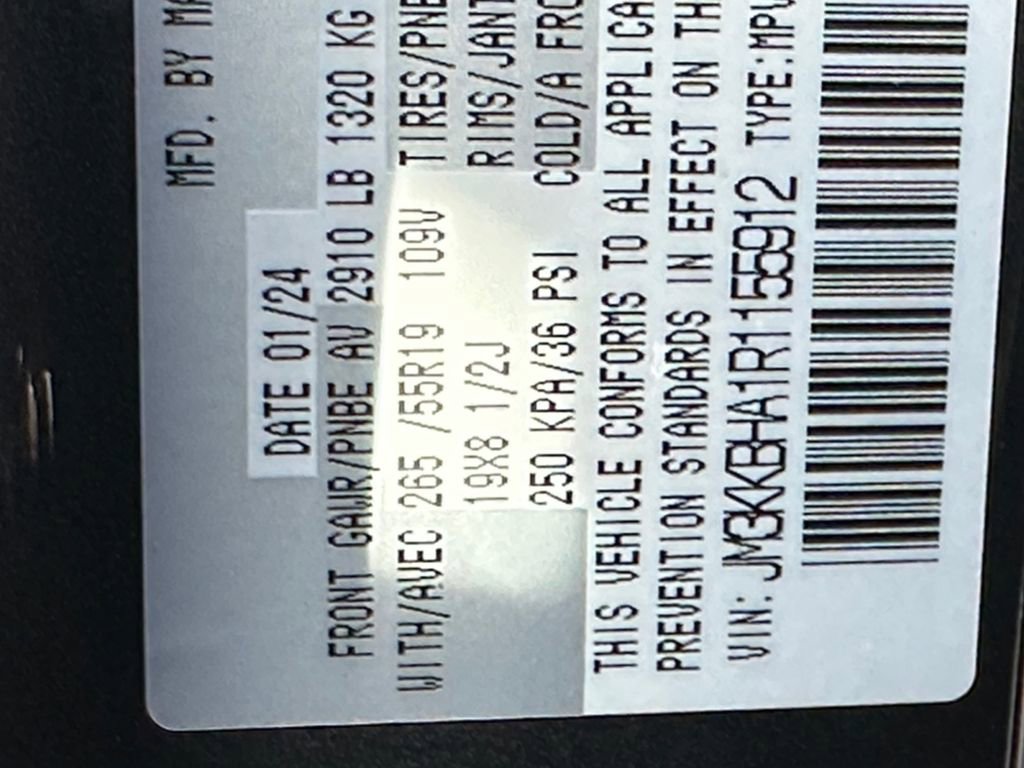 MFD. BY MA
DATE 01/24
FRONT GAWR/PNBE AV 2910 LB 1320 KG
WITH/AVEC 265 /55R19 109V TIRES/PNE
19X8 1/2J RIMS/JANT
250 KPA/36 PSI COLD/A FRO
THIS VEHICLE CONFORMS TO ALL APPLICA
PREVENTION STANDARDS IN EFFECT ON TH
VIN: JM3KKBHA1R1155912 TYPE:MPV